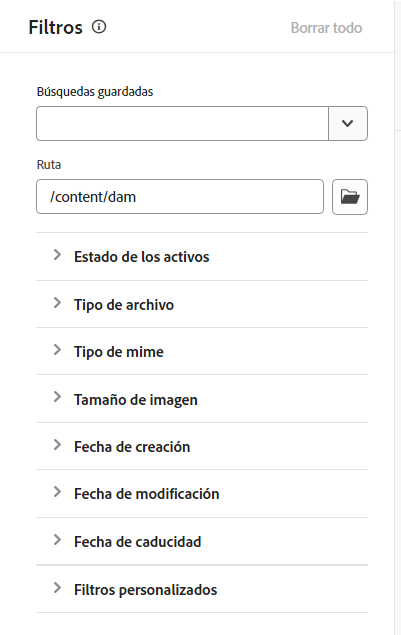 Filtros
Borrar todo
Búsquedas guardadas
Ruta
/content/dam
Estado de los activos
Tipo de archivo
Tipo de mime
Tamaño de imagen
Fecha de creación
Fecha de modificación
Fecha de caducidad
Filtros personalizados